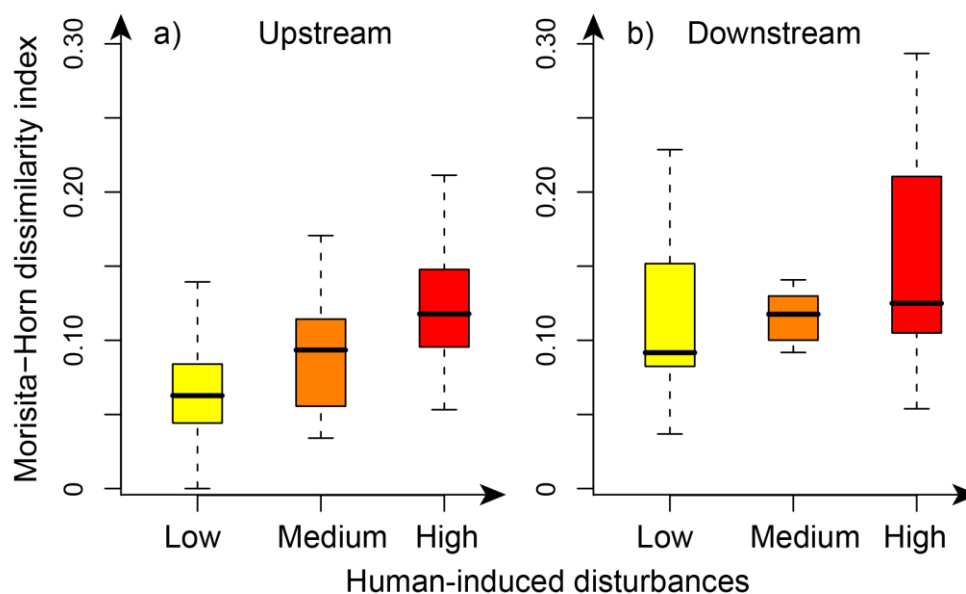 Morisita−Horn dissimilarity index
a) Upstream
0.30
0.20
0.10
0
Low Medium High
b) Downstream
0.30
0.20
0.10
0
Low Medium High
Human-induced disturbances